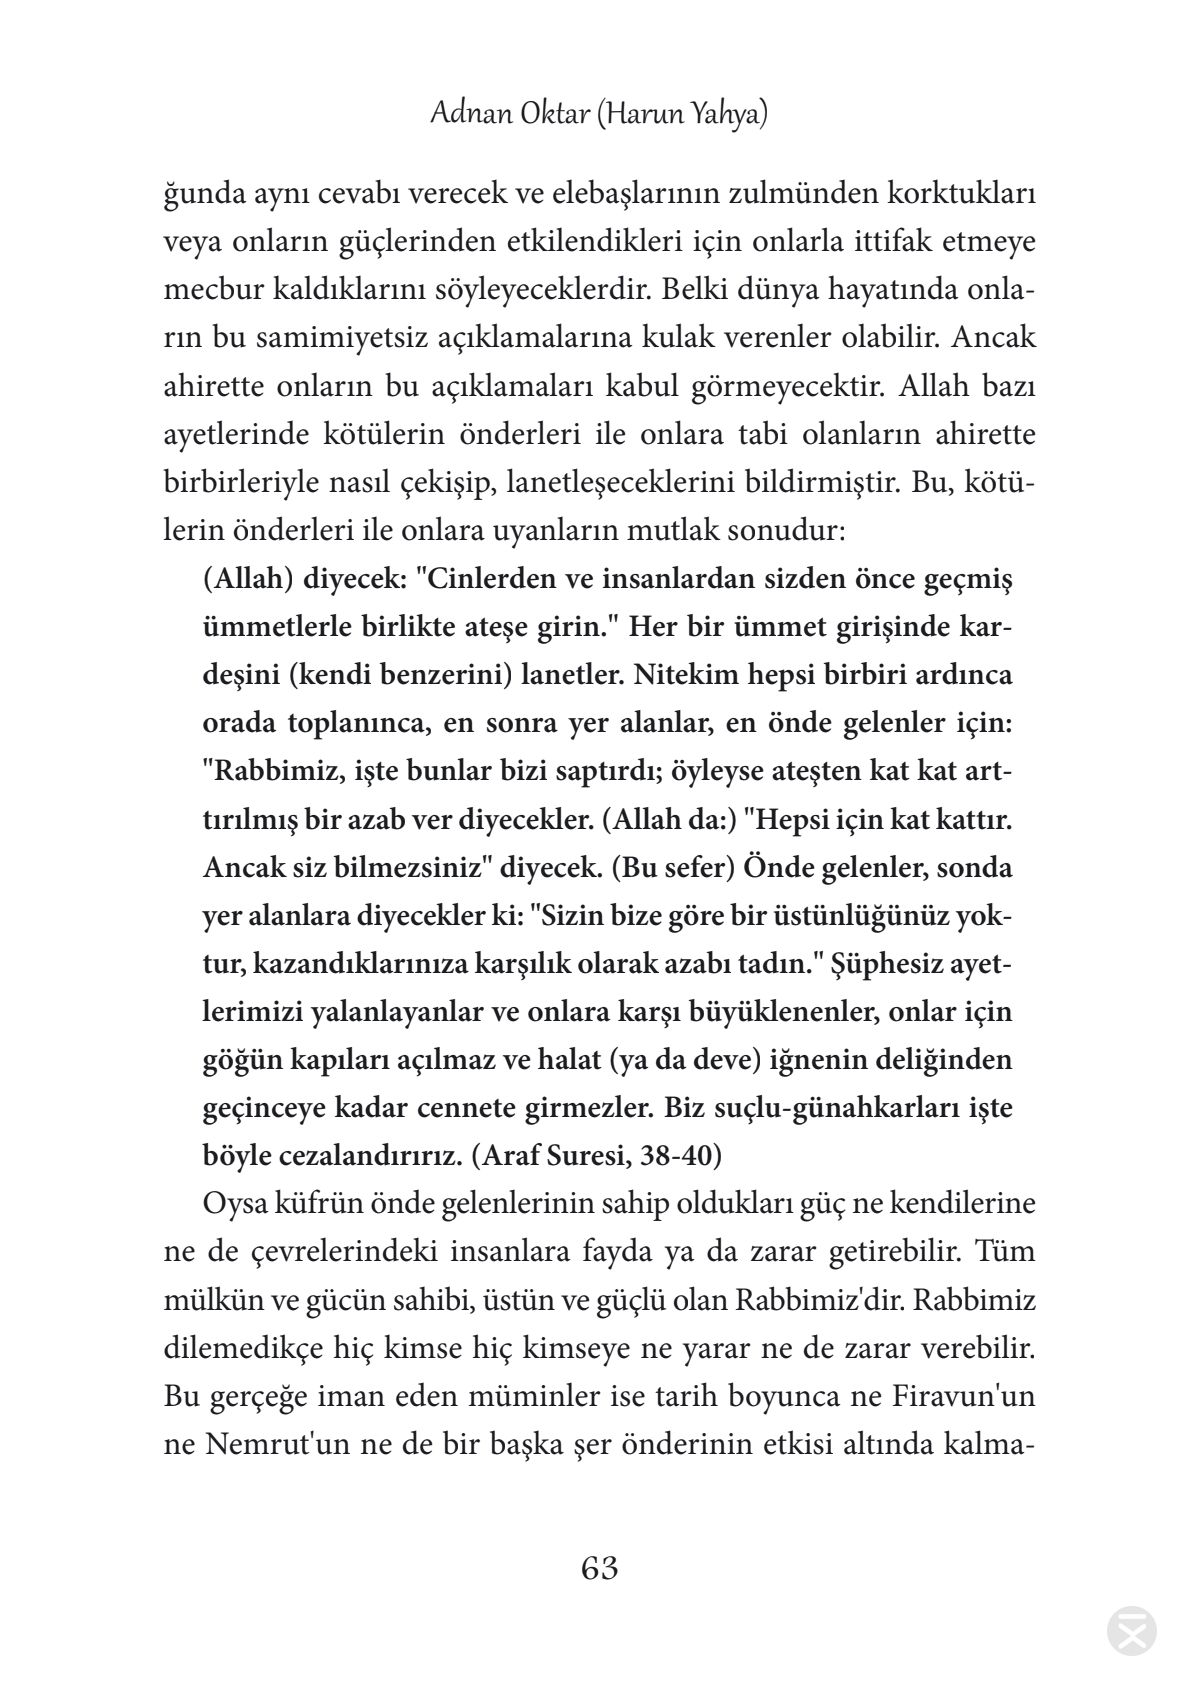 Adnan Oktar (Harun Yahya)
ğunda aynı cevabı verecek ve elebaşlarının zulmünden korktukları
veya onların güçlerinden etkilendikleri için onlarla ittifak etmeye
mecbur kaldıklarını söyleyeceklerdir. Belki dünya hayatında onla-
rın bu samimiyetsiz açıklamalarına kulak verenler olabilir. Ancak
ahirette onların bu açıklamaları kabul görmeyecektir. Allah bazı
ayetlerinde kötülerin önderleri ile onlara tabi olanların ahirette
birbirleriyle nasıl çekişip, lanetleşeceklerini bildirmiştir. Bu, kötü-
lerin önderleri ile onlara uyanların mutlak sonudur:
(Allah) diyecek: "Cinlerden ve insanlardan sizden önce geçmiş
ümmetlerle birlikte ateşe girin." Her bir ümmet girişinde kar-
deşini (kendi benzerini) lanetler. Nitekim hepsi birbiri ardınca
orada toplanınca, en sonra yer alanlar, en önde gelenler için:
"Rabbimiz, işte bunlar bizi saptırdı; öyleyse ateşten kat kat art-
tırılmış bir azab ver diyecekler. (Allah da:) "Hepsi için kat kattır.
Ancak siz bilmezsiniz" diyecek. (Bu sefer) Önde gelenler, sonda
yer alanlara diyecekler ki: "Sizin bize göre bir üstünlüğünüz yok-
tur, kazandıklarınıza karşılık olarak azabı tadın." Şüphesiz ayet-
lerimizi yalanlayanlar ve onlara karşı büyüklenenler, onlar için
göğün kapıları açılmaz ve halat (ya da deve) iğnenin deliğinden
geçinceye kadar cennete girmezler. Biz suçlu-günahkarları işte
böyle cezalandırırız. (Araf Suresi, 38-40)
Oysa küfrün önde gelenlerinin sahip oldukları güç ne kendilerine
ne de çevrelerindeki insanlara fayda ya da zarar getirebilir. Tüm
mülkün ve gücün sahibi, üstün ve güçlü olan Rabbimiz'dir. Rabbimiz
dilemedikçe hiç kimse hiç kimseye ne yarar ne de zarar verebilir.
Bu gerçeğe iman eden müminler ise tarih boyunca ne Firavun'un
ne Nemrut'un ne de bir başka şer önderinin etkisi altında kalma-
63